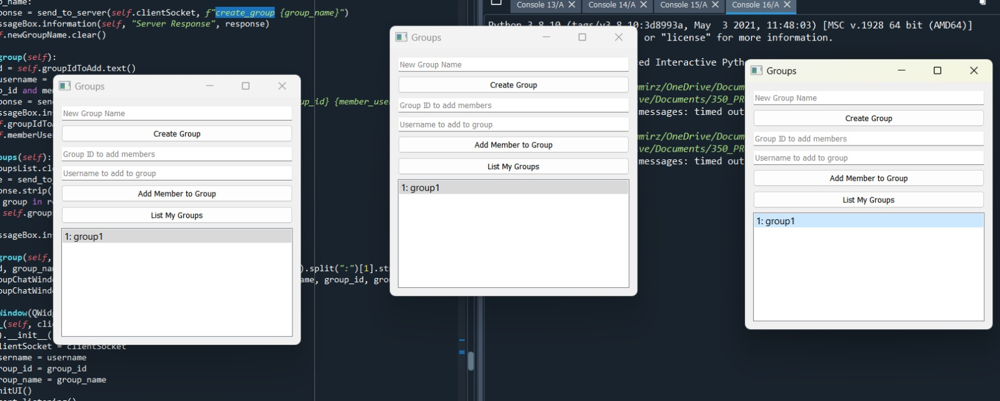 _name:
ponse = send_to_server(self.clientSocket, f"create_group {group_name}")
ssageBox.information(self, "Server Response", response)
f.newGroupName.clear()
group(self):
d = self.groupIdToAdd.text()
username =
p_id and me
ponse = sen
ssageBox.in
f.groupIdTo
f.memberUse
up_id} {member_use
oups(self):
oupsList.cl
e = send_to
onse.strip(
group in r
self.group
ssageBox.in
group(self,
d, group_na
).split(":")[1].st
oupChatWind
ame, group_id, gro
oupChatWind
Window(QWid
_(self, cli
).__init__(
lientSocket = clientSocket
sername = username
roup_id = group_id
roup_name = group_name
nitUI()
Groups
New Group Name
Create Group
Group ID to add members
Username to add to group
Add Member to Group
List My Groups
1: group1
Groups
New Group Name
Create Group
Group ID to add members
Username to add to group
Add Member to Group
List My Groups
1: group1
Console 13/A
Console 14/A
Console 15/A
Console 16/A
Python 3.8.10 (tags/v3.8.10:3d8993a, May 3 2021, 11:48:03) [MSC v.1928 64 bit (AMD64)]
or "license" for more information.
ed Interactive Pyth
mirz/OneDrive/Docum
ve/Documents/350_PR
messages: timed out
mirz/OneDrive/Docum
ve/Documents/350_PR
messages: timed out
Groups
New Group Name
Create Group
Group ID to add members
Username to add to group
Add Member to Group
List My Groups
1: group1